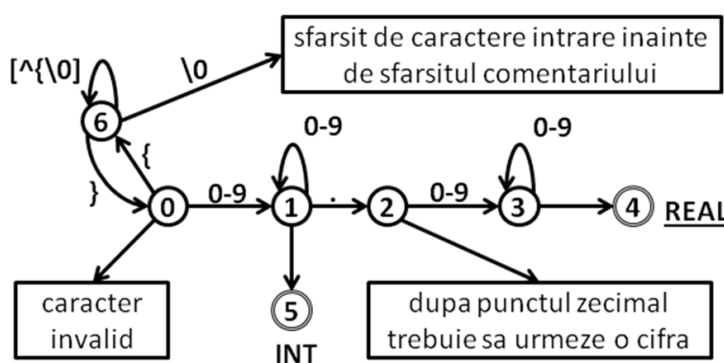 sfarsit de caractere intrare inainte
de sfarsitul comentariului
[^{\0]
\0
6
{
}
0-9
0-9
0-9
0-9
.
0
1
2
3
4
REAL
5
INT
caracter
invalid
dupa punctul zecimal
trebuie sa urmeze o cifra